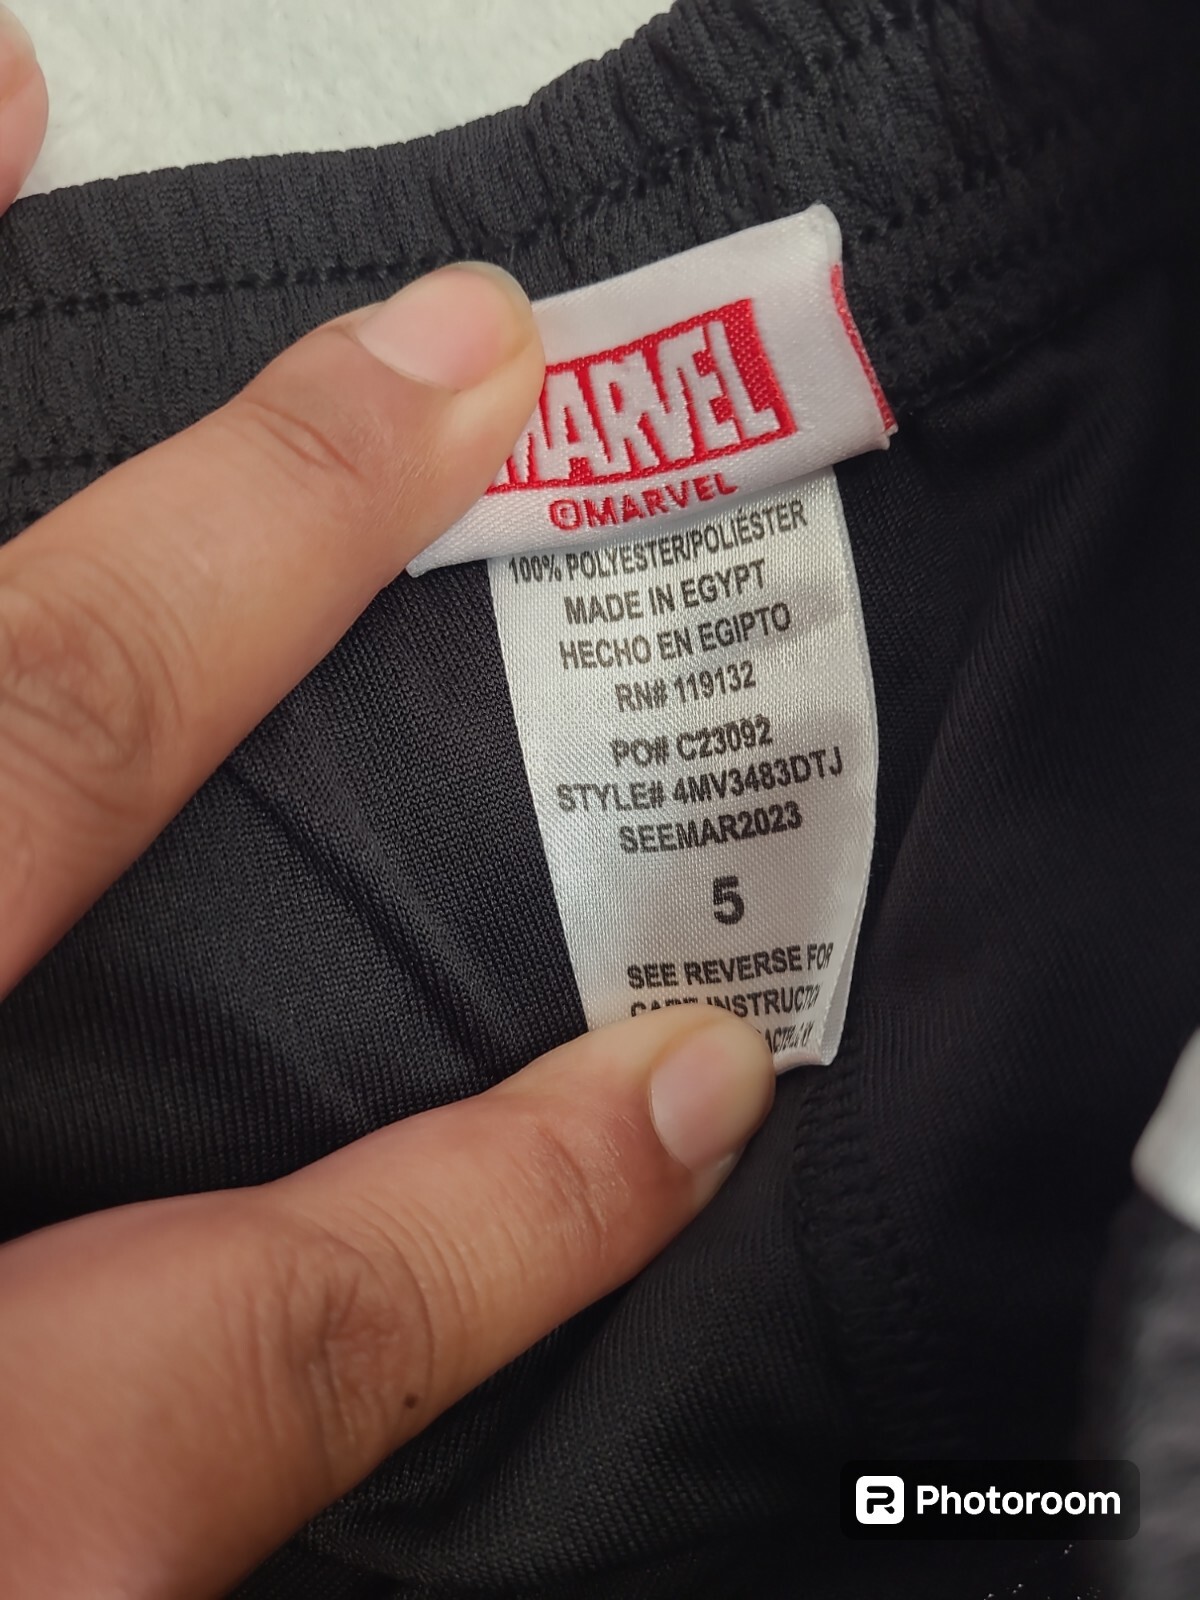 MARVEL
©MARVEL
100% POLYESTER/POLIÉSTER
MADE IN EGYPT
HECHO EN EGIPTO
RN# 119132
PO# C23092
STYLE# 4MV3483DTJ
SEEMAR2023
5
SEE REVERSE FOR
Photoroom